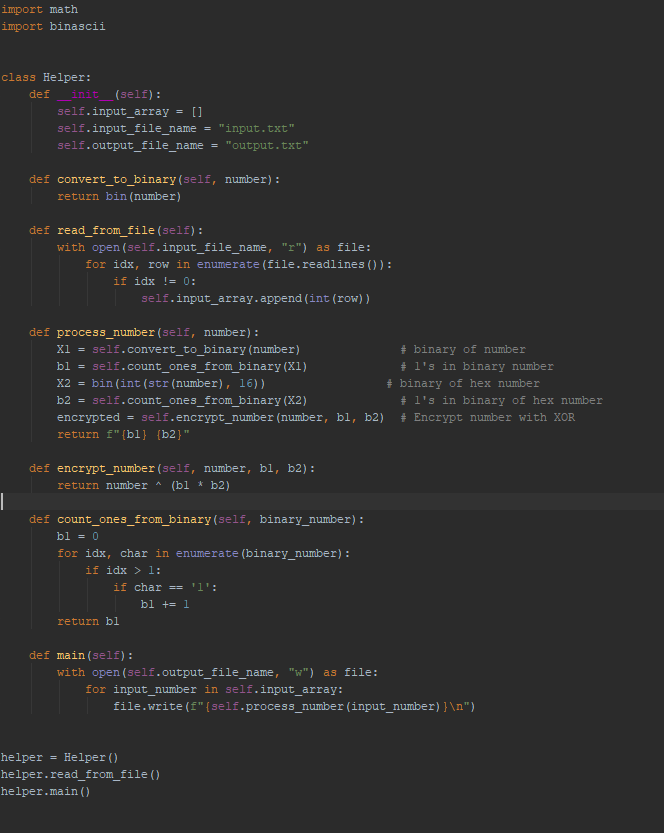 import math
import binascii


class Helper:
    def __init__(self):
        self.input_array = []
        self.input_file_name = "input.txt"
        self.output_file_name = "output.txt"

    def convert_to_binary(self, number):
        return bin(number)

    def read_from_file(self):
        with open(self.input_file_name, "r") as file:
            for idx, row in enumerate(file.readlines()):
                if idx != 0:
                    self.input_array.append(int(row))

    def process_number(self, number):
        X1 = self.convert_to_binary(number)              # binary of number
        b1 = self.count_ones_from_binary(X1)             # 1's in binary number
        X2 = bin(int(str(number), 16))                 # binary of hex number
        b2 = self.count_ones_from_binary(X2)             # 1's in binary of hex number
        encrypted = self.encrypt_number(number, b1, b2)  # Encrypt number with XOR
        return f"{b1} {b2}"

    def encrypt_number(self, number, b1, b2):
        return number ^ (b1 * b2)

    def count_ones_from_binary(self, binary_number):
        b1 = 0
        for idx, char in enumerate(binary_number):
            if idx > 1:
                if char == '1':
                    b1 += 1
        return b1

    def main(self):
        with open(self.output_file_name, "w") as file:
            for input_number in self.input_array:
                file.write(f"{self.process_number(input_number)}\n")


helper = Helper()
helper.read_from_file()
helper.main()